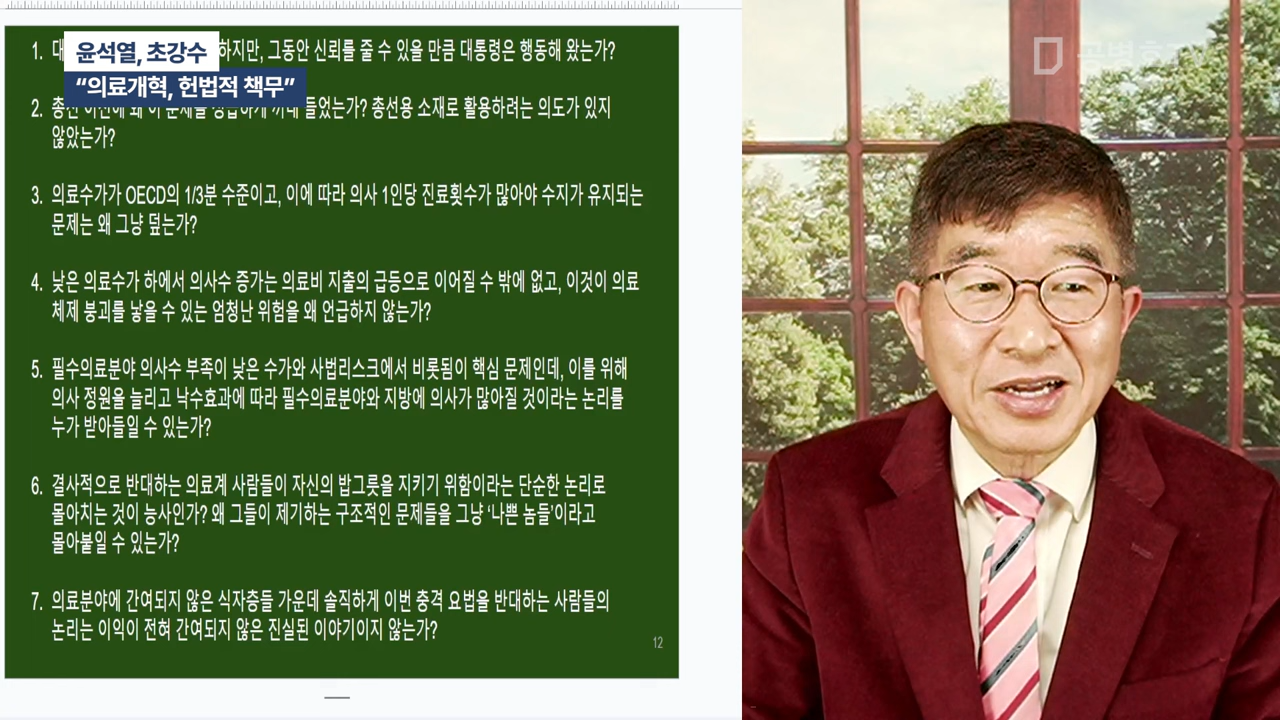 윤석열, 초강수
“의료개혁, 헌법적 책무”
1. 대 하지만, 그동안 신뢰를 줄 수 있을 만큼 대통령은 행동해 왔는가?
2. 총선 이전에 왜 이 문제를 성급하게 꺼내 들었는가? 총선용 소재로 활용하려는 의도가 있지
않았는가?
3. 의료수가가 OECD의 1/3분 수준이고, 이에 따라 의사 1인당 진료횟수가 많아야 수지가 유지되는
문제는 왜 그냥 덮는가?
4. 낮은 의료수가 하에서 의사수 증가는 의료비 지출의 급등으로 이어질 수 밖에 없고, 이것이 의료
체제 붕괴를 낳을 수 있는 엄청난 위험을 왜 언급하지 않는가?
5. 필수의료분야 의사수 부족이 낮은 수가와 사법리스크에서 비롯됨이 핵심 문제인데, 이를 위해
의사 정원을 늘리고 낙수효과에 따라 필수의료분야와 지방에 의사가 많아질 것이라는 논리를
누가 받아들일 수 있는가?
6. 결사적으로 반대하는 의료계 사람들이 자신의 밥그릇을 지키기 위함이라는 단순한 논리로
몰아치는 것이 능사인가? 왜 그들이 제기하는 구조적인 문제들을 그냥 ‘나쁜 놈들’이라고
몰아붙일 수 있는가?
7. 의료분야에 간여되지 않은 식자층들 가운데 솔직하게 이번 충격 요법을 반대하는 사람들의
논리는 이익이 전혀 간여되지 않은 진실된 이야기이지 않는가?
12